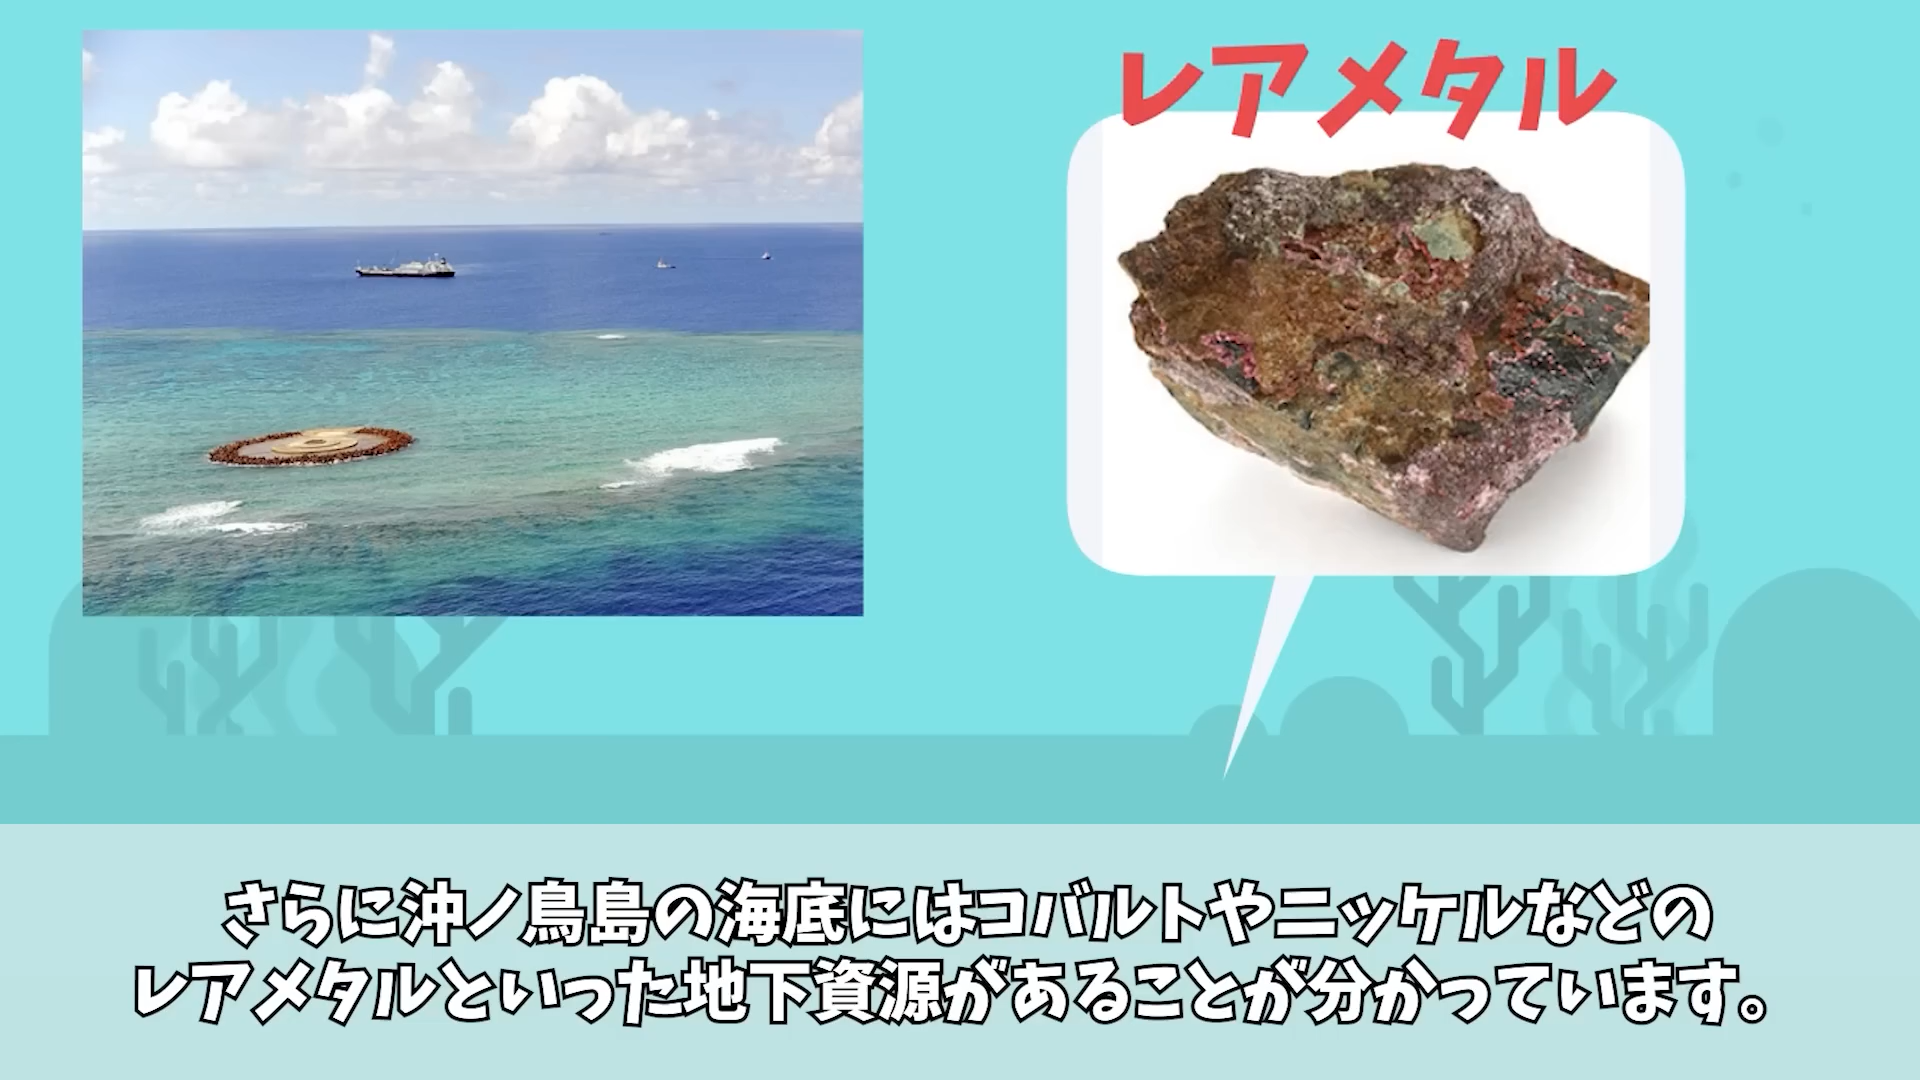 レアメタル
さらに沖ノ鳥島の海底にはコバルトやニッケルなどの
レアメタルといった地下資源があることが分かっています。